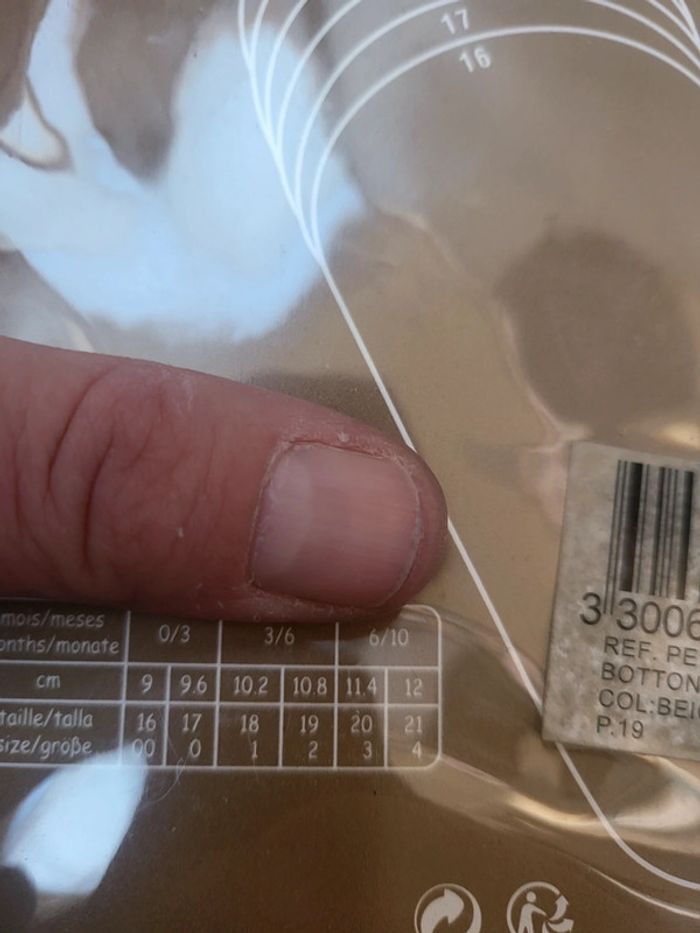 17
16
mois/meses
onths/monate
0/3
3/6
6/10
cm
9
9.6
10.2
10.8
11.4
12
taille/talla
size/größe
16
00
17
0
18
1
19
2
20
3
21
4
3 3006
REF. PE
BOTTON
COL:BEI
P.19